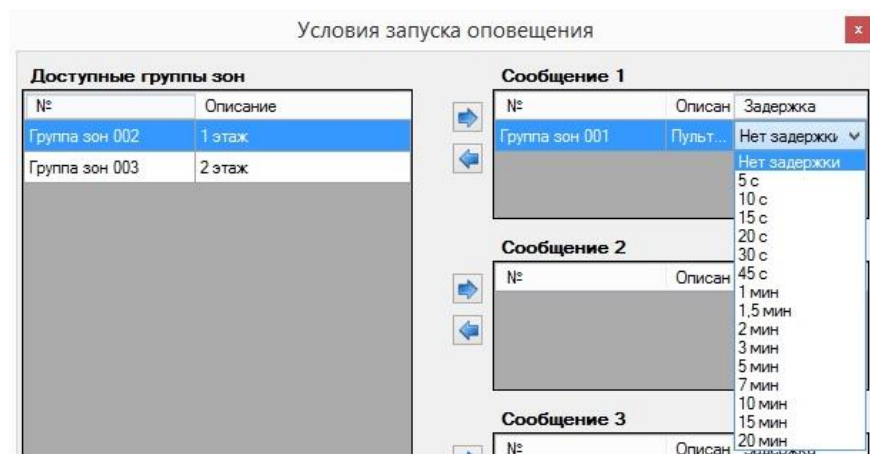 Условия запуска оповещения
x
Доступные группы зон
№ Описание
Группа зон 002 1 этаж
Группа зон 003 2 этаж
Сообщение 1
№ Описан Задержка
Группа зон 001 Пульт... Нет задержки
Нет задержки
5 с
10 с
15 с
20 с
30 с
45 с
1 мин
1,5 мин
2 мин
3 мин
5 мин
7 мин
10 мин
15 мин
20 мин
Сообщение 2
№ Описан
Сообщение 3
№ Описан